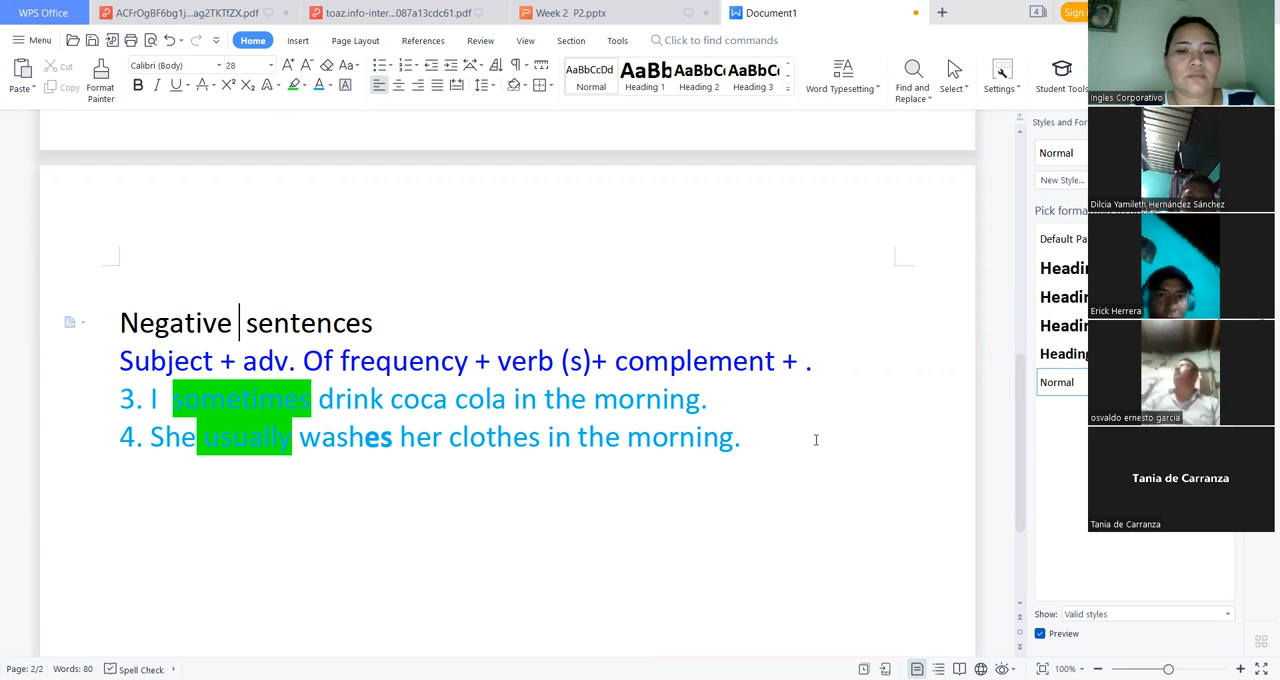 WPS Office
ACFrOgBF6bg1j...ag2TKTfZX.pdf
toaz.info-inter...087a13cdc61.pdf
Week 2 P2.pptx
Document1
4
Sign
Menu
Home
Insert
Page Layout
References
Review
View
Section
Tools
Click to find commands
Paste
Cut
Copy
Format
Painter
Calibri (Body)
28
AaBbCcDd
Normal
AaBb
Heading 1
AaBbC
Heading 2
AaBbC
Heading 3
Word Typesetting
Find and
Replace
Select
Settings
Student Tools
Negative sentences
Subject + adv. Of frequency + verb (s)+ complement + .
3. I sometimes drink coca cola in the morning.
4. She usually washes her clothes in the morning.
Styles and For
Normal
New Style...
Pick forma
Default Pa
Headin
Headin
Headin
Heading
Normal
Show:
Valid styles
Preview
Ingles Corporativo
Dilcia Yamileth Hernández Sánchez
Erick Herrera
osvaldo ernesto garcia
Tania de Carranza
Tania de Carranza
Page: 2/2
Words: 80
Spell Check
100%